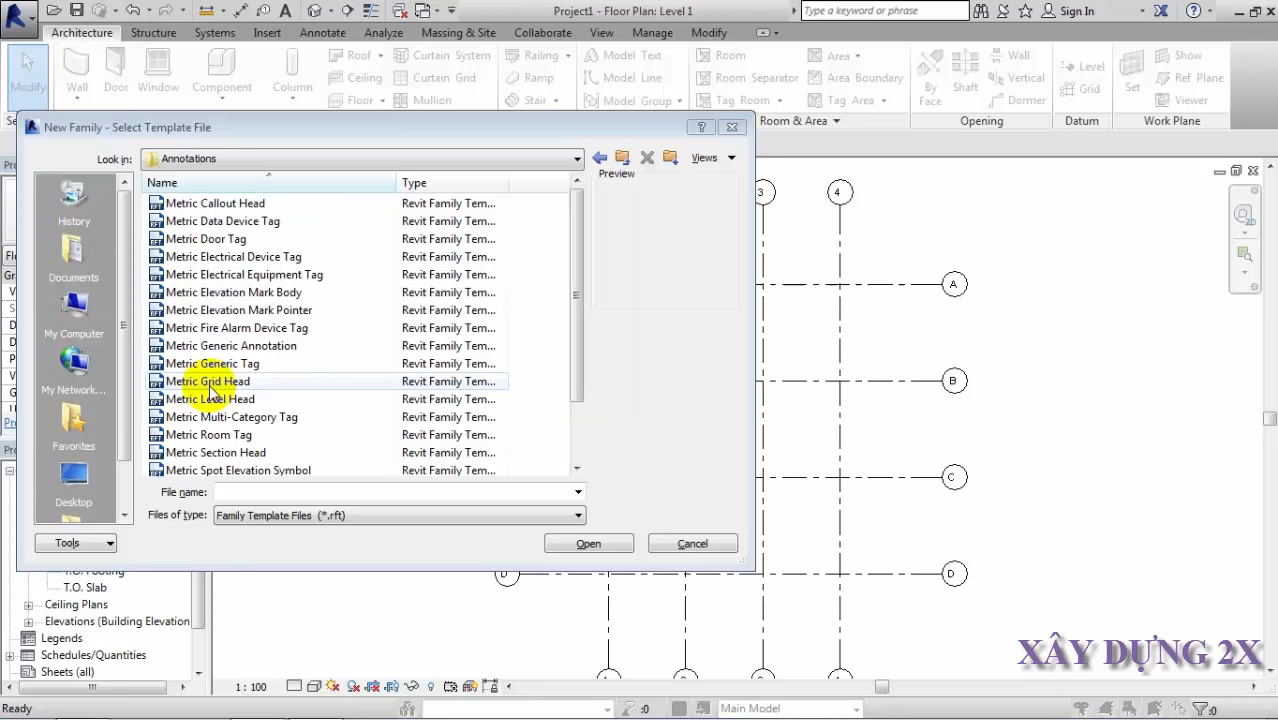 Project1 - Floor Plan: Level 1
Type a keyword or phrase
Sign In
Architecture
Structure
Systems
Insert
Annotate
Analyze
Massing & Site
Collaborate
View
Manage
Modify
Modify
Wall
Door
Window
Component
Column
Roof
Ceiling
Floor
Curtain System
Curtain Grid
Mullion
Railing
Ramp
Stair
Model Text
Model Line
Model Group
Room
Room Separator
Tag Room
Area
Area Boundary
Tag Area
By Face
Shaft
Wall
Vertical
Dormer
Level
Grid
Set
Show
Ref Plane
Viewer
Room & Area
Opening
Datum
Work Plane
New Family - Select Template File
Look in:
Annotations
Views
Name
Type
Preview
Metric Callout Head Revit Family Tem...
Metric Data Device Tag Revit Family Tem...
Metric Door Tag Revit Family Tem...
Metric Electrical Device Tag Revit Family Tem...
Metric Electrical Equipment Tag Revit Family Tem...
Metric Elevation Mark Body Revit Family Tem...
Metric Elevation Mark Pointer Revit Family Tem...
Metric Fire Alarm Device Tag Revit Family Tem...
Metric Generic Annotation Revit Family Tem...
Metric Generic Tag Revit Family Tem...
Metric Grid Head Revit Family Tem...
Metric Level Head Revit Family Tem...
Metric Multi-Category Tag Revit Family Tem...
Metric Room Tag Revit Family Tem...
Metric Section Head Revit Family Tem...
Metric Spot Elevation Symbol Revit Family Tem...
History
Documents
My Computer
My Network...
Favorites
Desktop
File name:
Files of type:
Family Template Files (*.rft)
Tools
Open
Cancel
3
4
A
B
C
D
D
T.O. Slab
Ceiling Plans
Elevations (Building Elevation
Legends
Schedules/Quantities
Sheets (all)
1 : 100
XÂY DỰNG 2X
Ready
:0
Main Model
:0